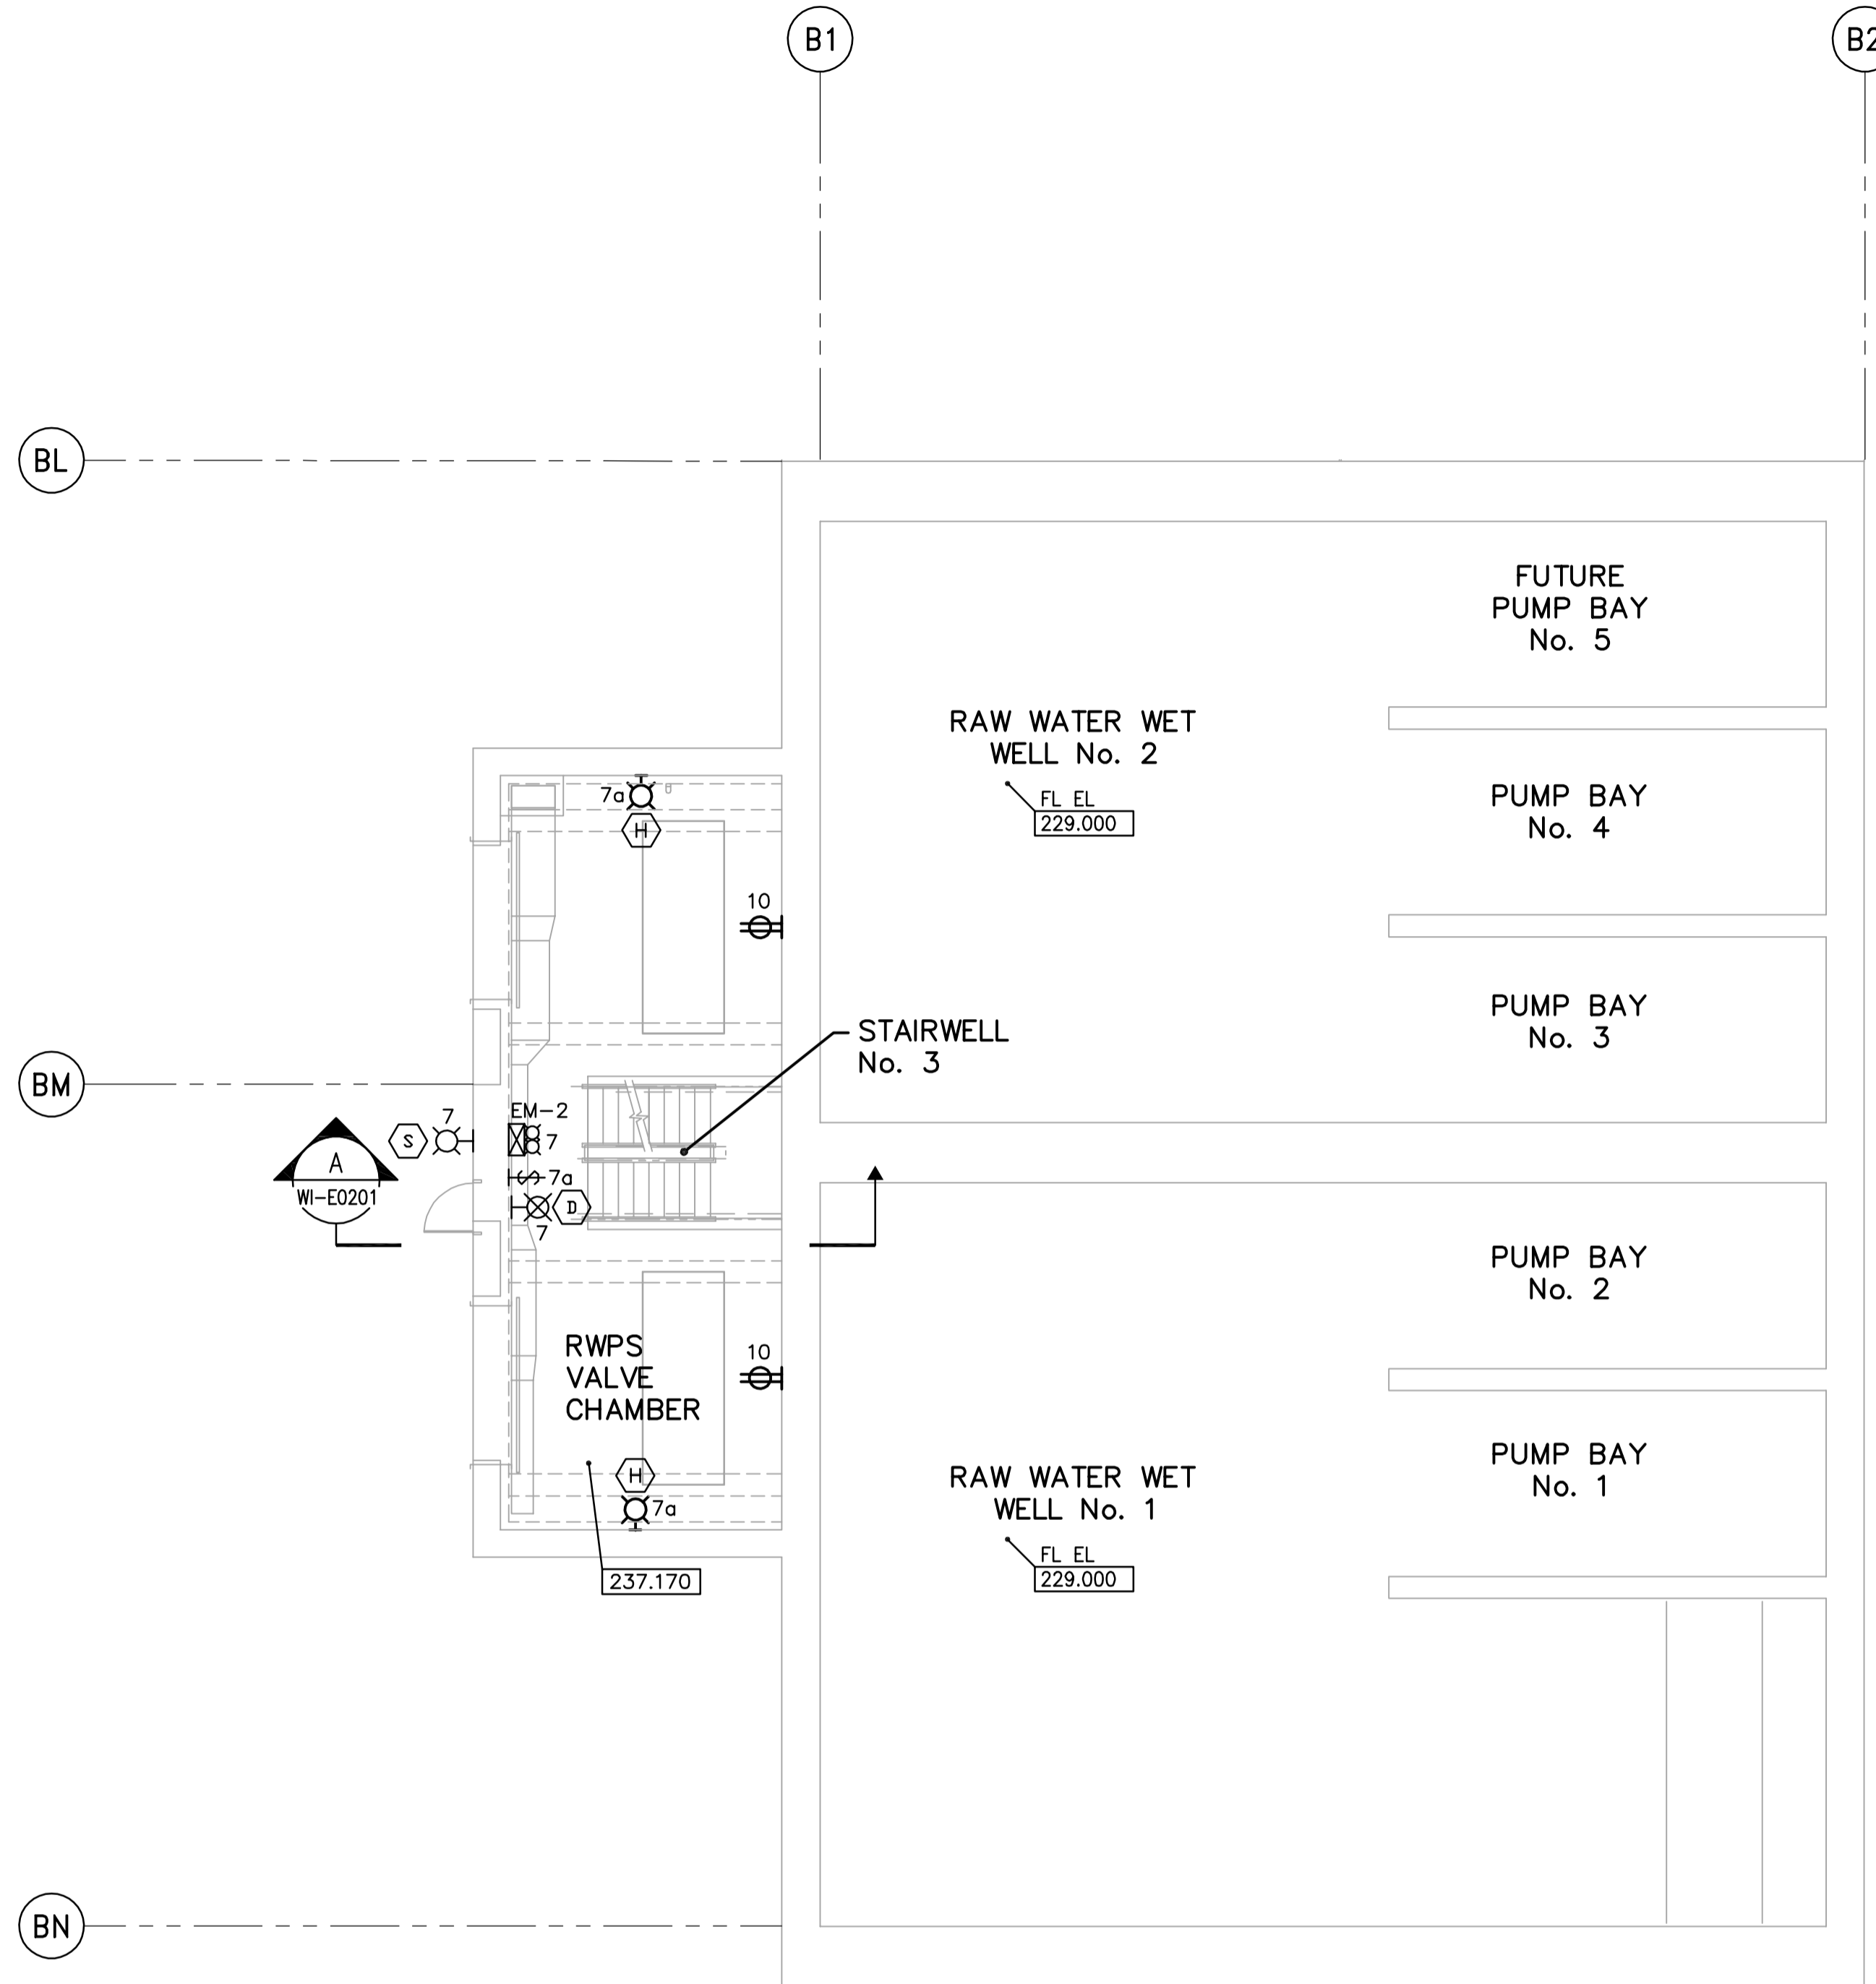 B1
BL
FUTURE
PUMP BAY
No. 5
RAW WATER WET
WELL No. 2
FL EL
229.000
PUMP BAY
No. 4
7a
H
10
PUMP BAY
No. 3
STAIRWELL
No. 3
BM
EM-2
7
7
S
A
WI-E0201
7a
D
7
PUMP BAY
No. 2
RWPS
VALVE
CHAMBER
10
H
7a
237.170
PUMP BAY
No. 1
RAW WATER WET
WELL No. 1
FL EL
229.000
BN